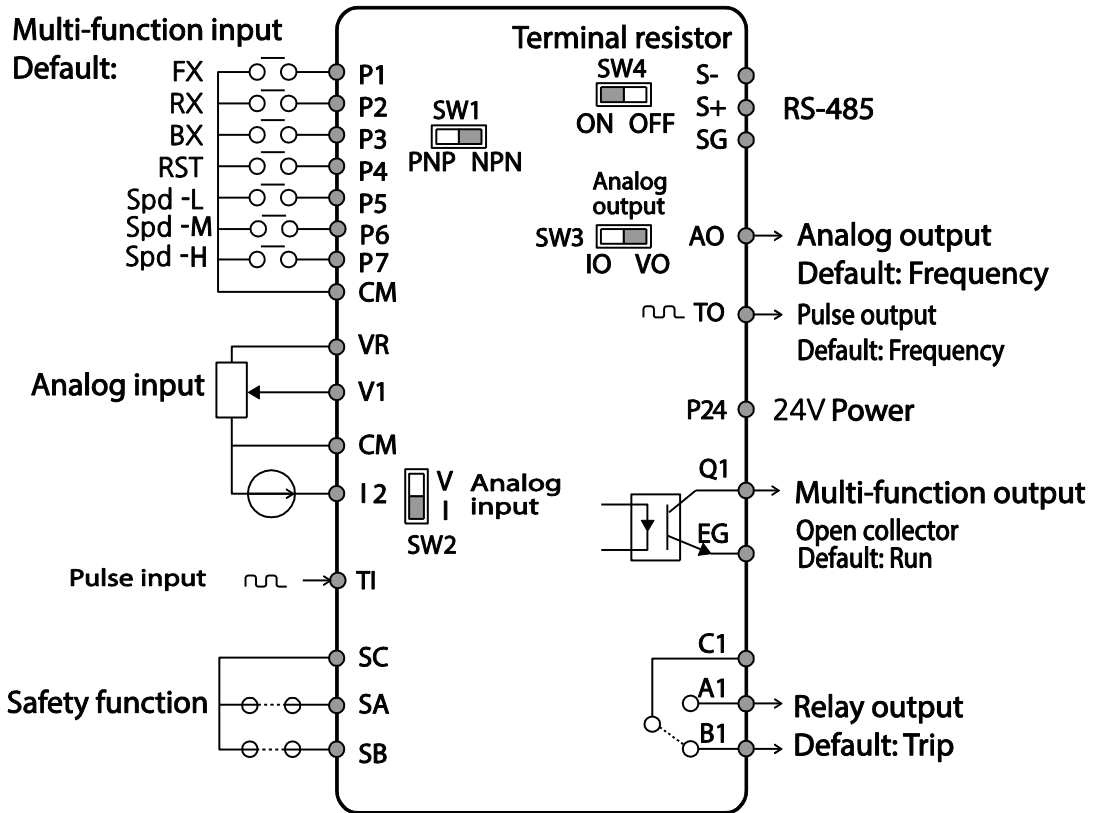 Multi-function input
Default:
FX
RX
BX
RST
Spd -L
Spd -M
Spd -H
P1
P2
P3
P4
P5
P6
P7
CM
SW1
PNP NPN
Terminal resistor
SW4
ON OFF
S-
S+
SG
RS-485
Analog
output
SW3
IO VO
AO
Analog output
Default: Frequency
TO
Pulse output
Default: Frequency
Analog input
VR
V1
CM
I 2
V
I
Analog
input
SW2
P24
24V Power
Q1
EG
Multi-function output
Open collector
Default: Run
Pulse input
TI
Safety function
SC
SA
SB
C1
A1
B1
Relay output
Default: Trip